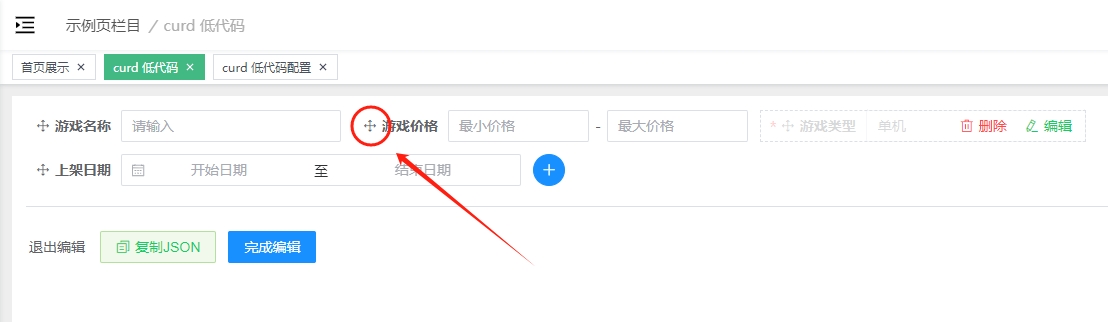 示例页栏目 / curd 低代码
首页展示 × curd 低代码 × curd 低代码配置 ×
游戏名称 请输入 游戏价格 最小价格 - 最大价格 * 游戏类型 单机 删除 编辑
上架日期 开始日期 至 结束日期 +
退出编辑 复制JSON 完成编辑